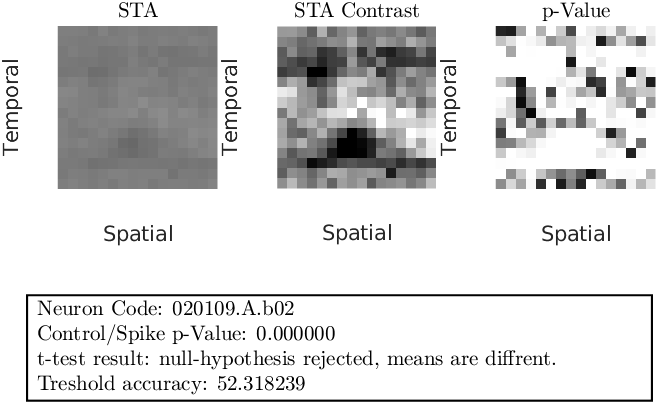 STA
STA Contrast
p-Value
Temporal
Temporal
Temporal
Spatial
Spatial
Spatial
Neuron Code: 020109.A.b02
Control/Spike p-Value: 0.000000
t-test result: null-hypothesis rejected, means are diffrent.
Treshold accuracy: 52.318239